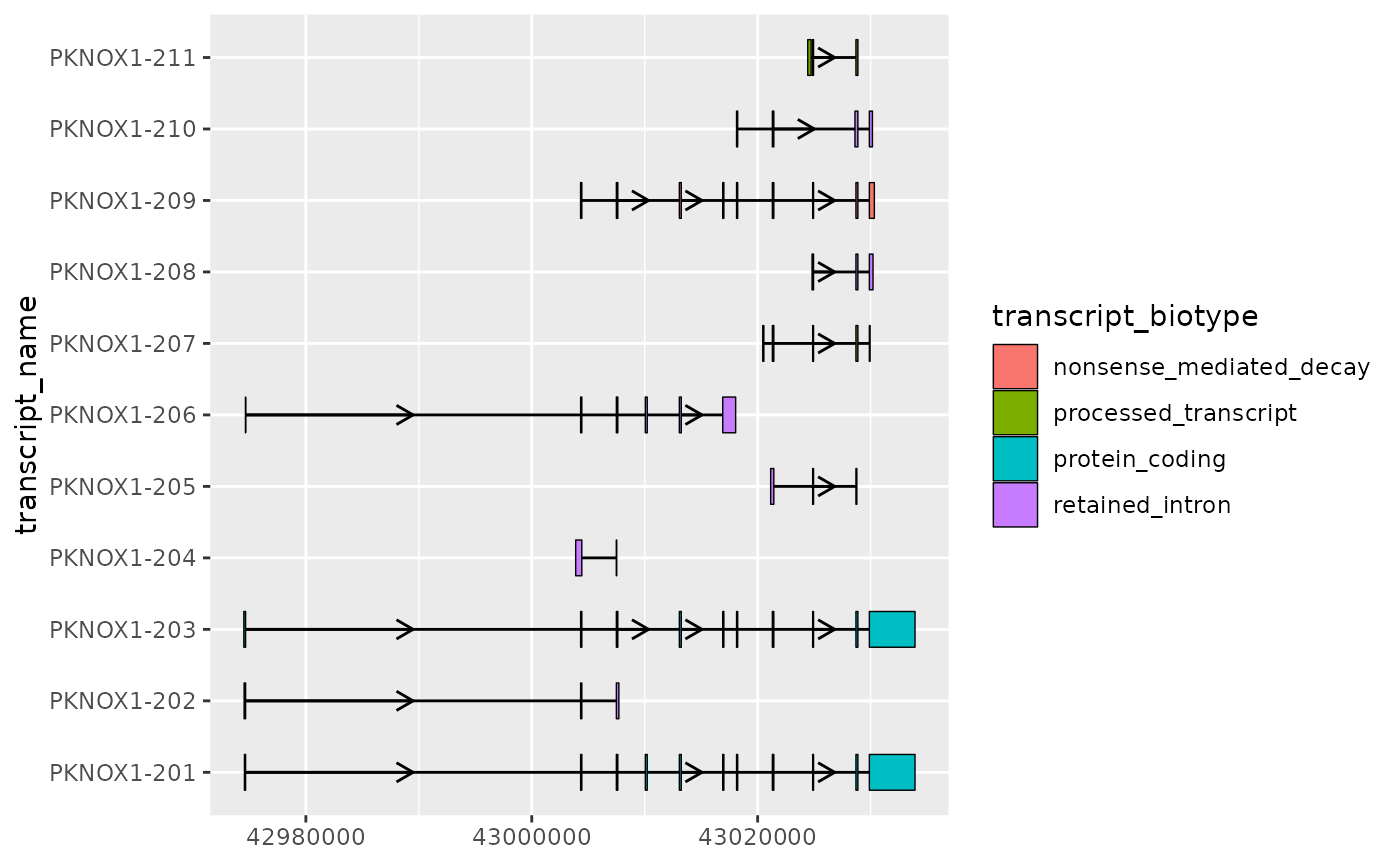 PKNOX1-211
PKNOX1-210
PKNOX1-209
PKNOX1-208
PKNOX1-207
PKNOX1-206
PKNOX1-205
PKNOX1-204
PKNOX1-203
PKNOX1-202
PKNOX1-201
transcript_name
42980000
43000000
43020000
transcript_biotype
nonsense_mediated_decay
processed_transcript
protein_coding
retained_intron